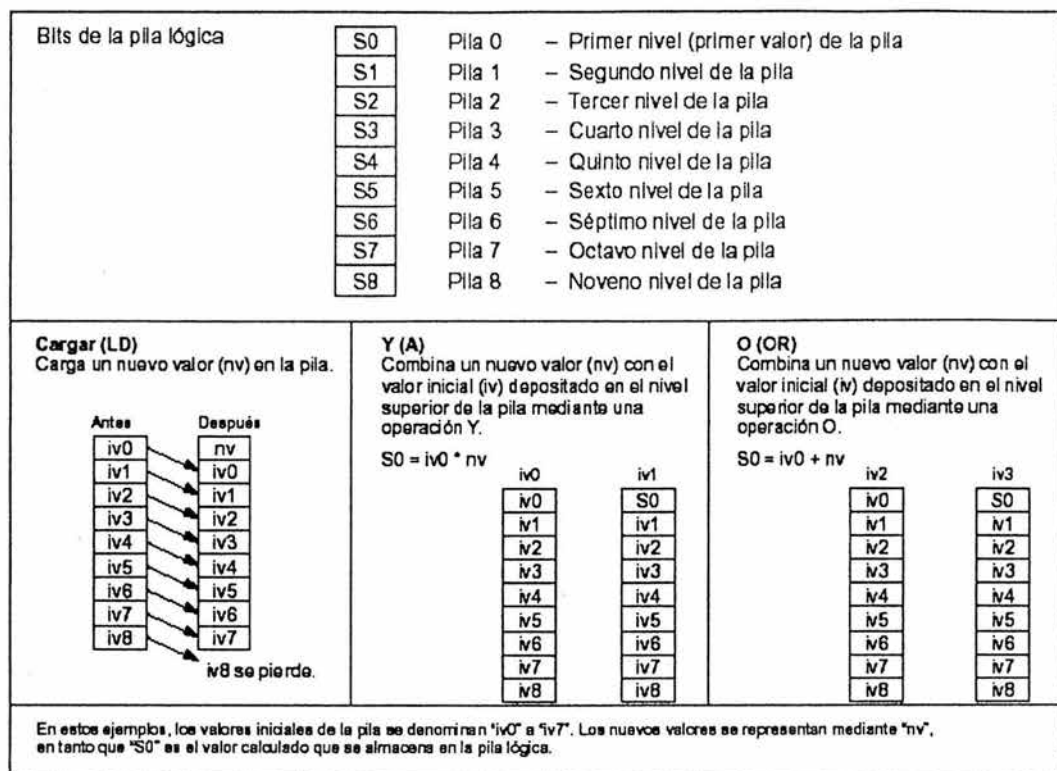 Bits de la pila lógica
S0 Pila 0 – Primer nivel (primer valor) de la pila
S1 Pila 1 – Segundo nivel de la pila
S2 Pila 2 – Tercer nivel de la pila
S3 Pila 3 – Cuarto nivel de la pila
S4 Pila 4 – Quinto nivel de la pila
S5 Pila 5 – Sexto nivel de la pila
S6 Pila 6 – Séptimo nivel de la pila
S7 Pila 7 – Octavo nivel de la pila
S8 Pila 8 – Noveno nivel de la pila
Cargar (LD)
Carga un nuevo valor (nv) en la pila.
Antes Después
iv0 nv
iv1 iv0
iv2 iv1
iv3 iv2
iv4 iv3
iv5 iv4
iv6 iv5
iv7 iv6
iv8 iv7
iv8 se pierde.
Y (A)
Combina un nuevo valor (nv) con el
valor inicial (iv) depositado en el nivel
superior de la pila mediante una
operación Y.
S0 = iv0 * nv
iv0 iv1
iv0 S0
iv1 iv1
iv2 iv2
iv3 iv3
iv4 iv4
iv5 iv5
iv6 iv6
iv7 iv7
iv8 iv8
O (OR)
Combina un nuevo valor (nv) con el
valor inicial (iv) depositado en el nivel
superior de la pila mediante una
operación O.
S0 = iv0 + nv
iv2 iv3
iv0 S0
iv1 iv1
iv2 iv2
iv3 iv3
iv4 iv4
iv5 iv5
iv6 iv6
iv7 iv7
iv8 iv8
En estos ejemplos, los valores iniciales de la pila se denominan "iv0" a "iv7". Los nuevos valores se representan mediante "nv",
en tanto que "S0" es el valor calculado que se almacena en la pila lógica.